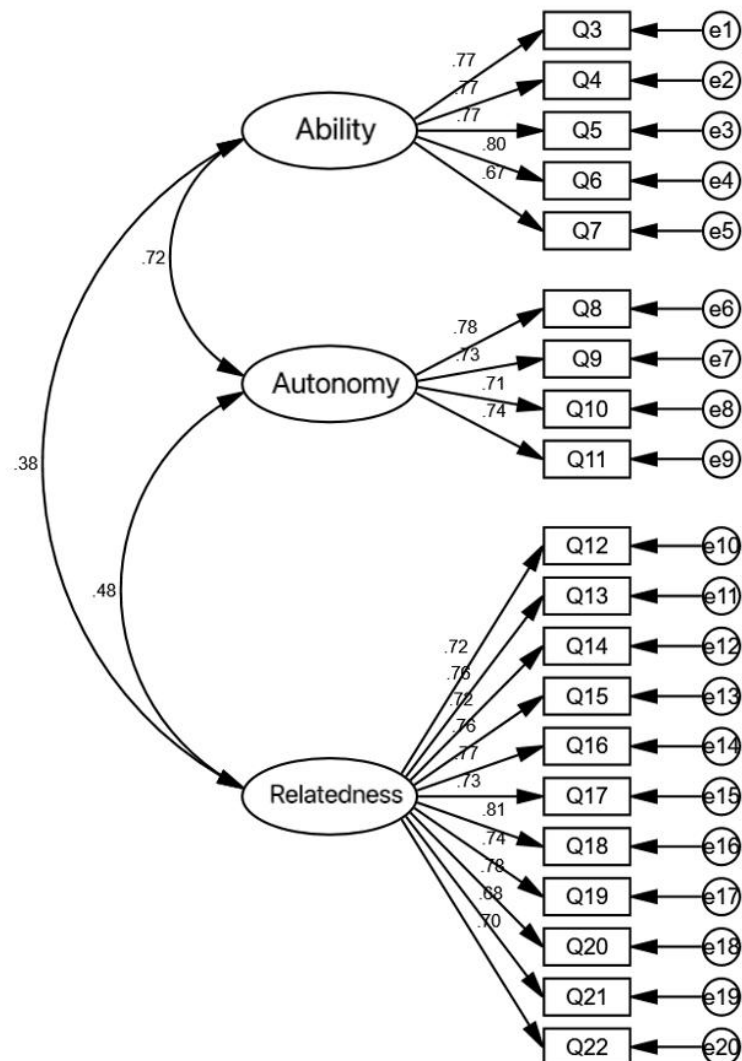 Q3 e1
.77
Q4 e2
.77
Ability
.77
Q5 e3
.80
Q6 e4
.67
Q7 e5
.72
Q8 e6
.78
.73
Q9 e7
Autonomy
.71
Q10 e8
.74
Q11 e9
.38
Q12 e10
.48
Q13 e11
.72
Q14 e12
.76
.72
Q15 e13
.76
Q16 e14
.77
.73
Relatedness
Q17 e15
.81
.74
Q18 e16
.78
.68
Q19 e17
.70
Q20 e18
Q21 e19
Q22 e20